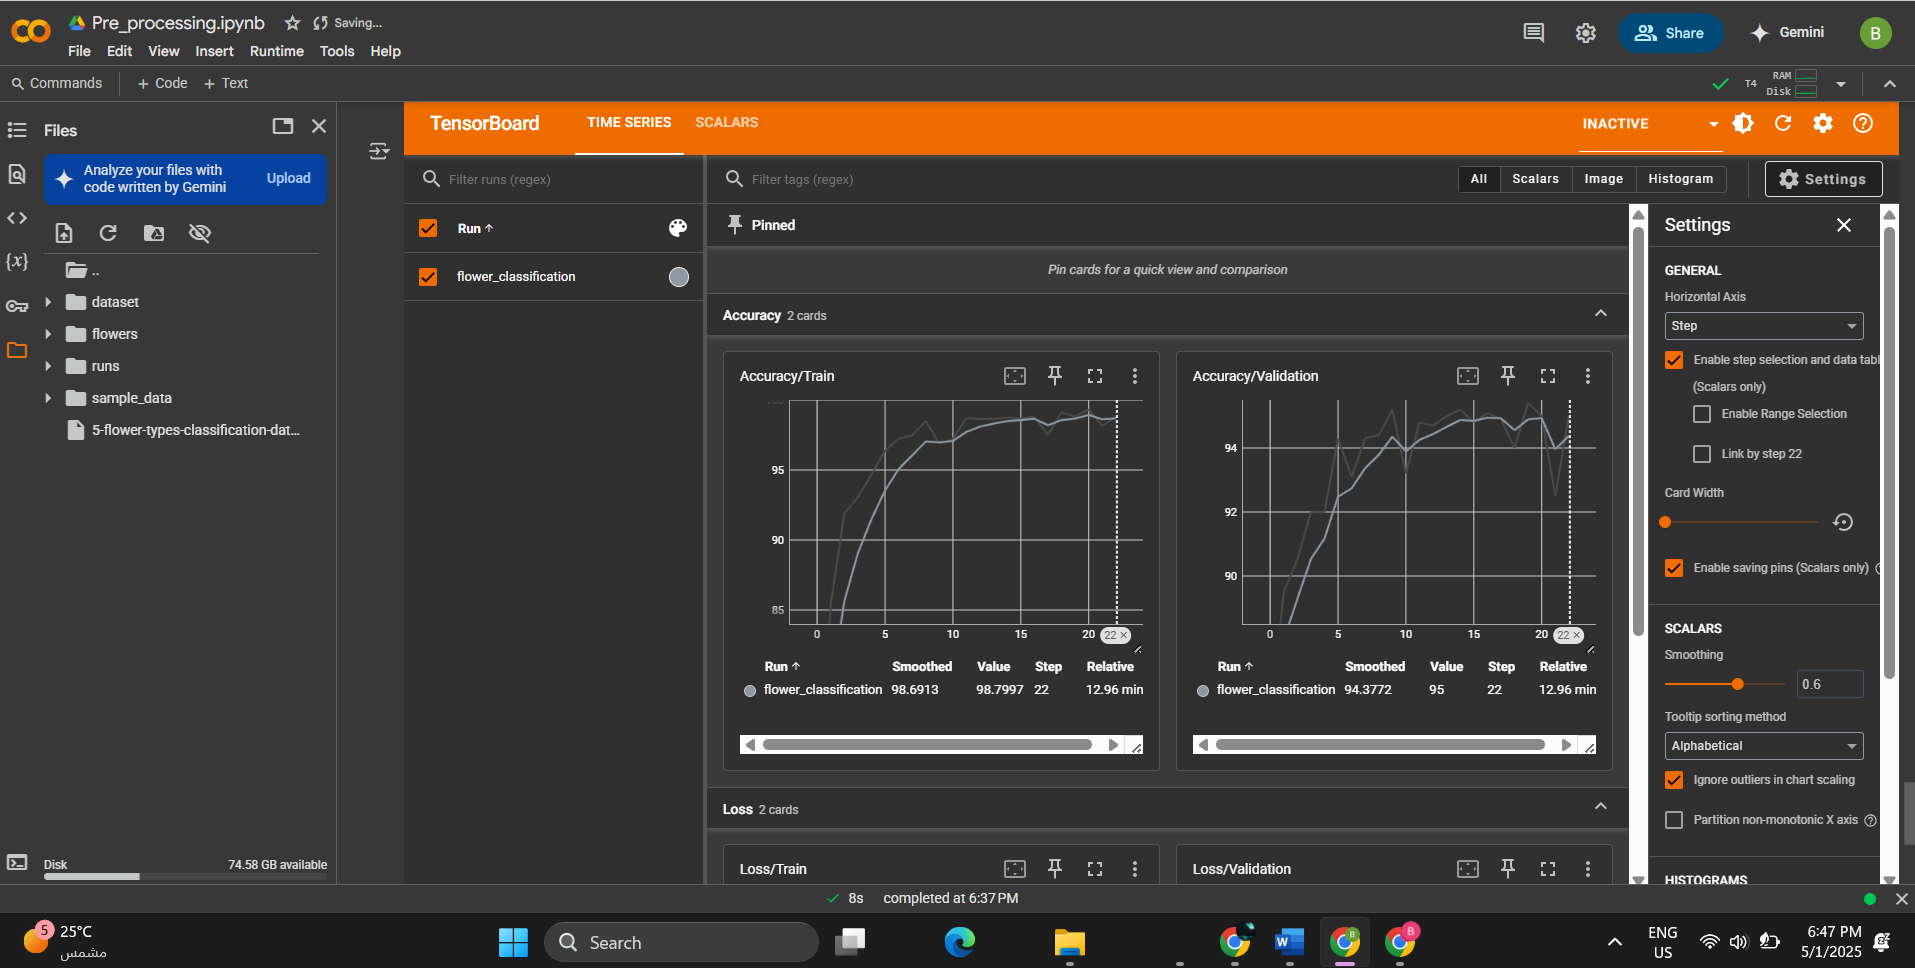 Pre_processing.ipynb
Saving...
Share
Gemini
B
File Edit View Insert Runtime Tools Help
Commands
+ Code
+ Text
T4
RAM
Disk
Files
Analyze your files with
code written by Gemini
Upload
{x}
..
dataset
flowers
runs
sample_data
5-flower-types-classification-dat...
Disk
74.58 GB available
TensorBoard
TIME SERIES
SCALARS
INACTIVE
Filter runs (regex)
Run
flower_classification
Filter tags (regex)
All
Scalars
Image
Histogram
Settings
Pinned
Pin cards for a quick view and comparison
Accuracy 2 cards
Accuracy/Train
95
90
85
0 5 10 15 20 22 ×
Run Smoothed Value Step Relative
flower_classification 98.6913 98.7997 22 12.96 min
Accuracy/Validation
94
92
90
0 5 10 15 20 22 ×
Run Smoothed Value Step Relative
flower_classification 94.3772 95 22 12.96 min
Loss 2 cards
Loss/Train
Loss/Validation
Settings
GENERAL
Horizontal Axis
Step
Enable step selection and data tabl
(Scalars only)
Enable Range Selection
Link by step 22
Card Width
Enable saving pins (Scalars only)
SCALARS
Smoothing
0.6
Tooltip sorting method
Alphabetical
Ignore outliers in chart scaling
Partition non-monotonic X axis
HISTOGRAMS
8s completed at 6:37 PM
5
25°C
مشمس
Search
ENG
US
6:47 PM
5/1/2025